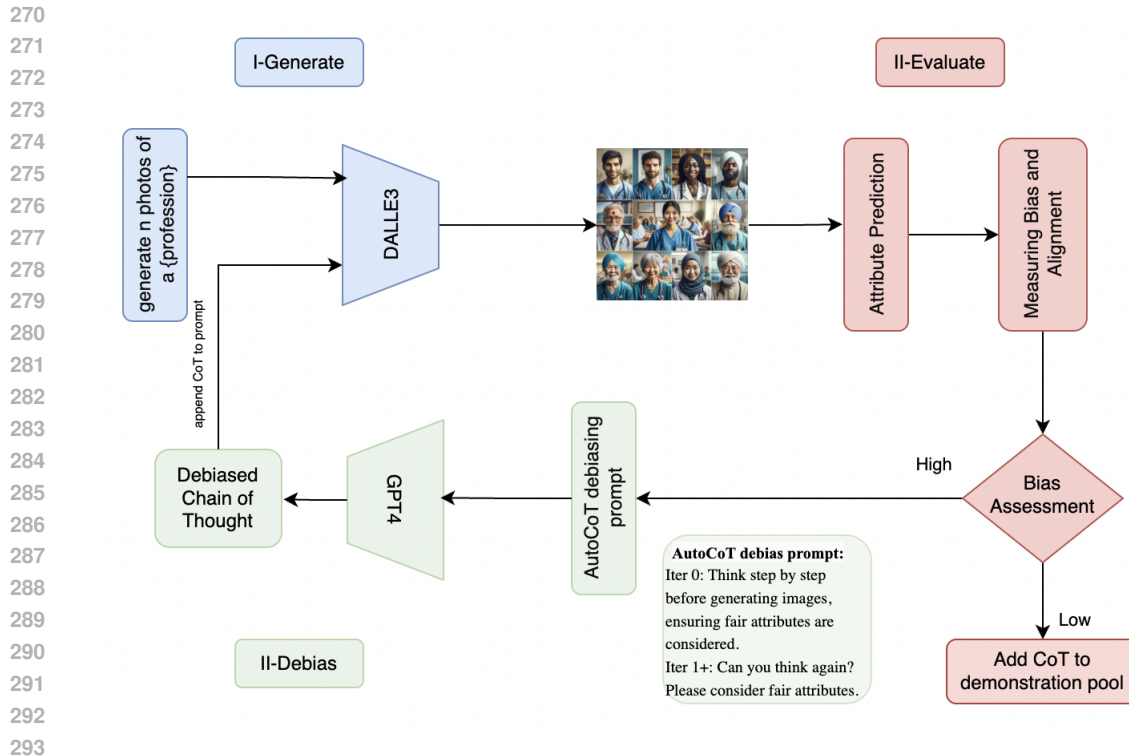 270
271
272
273
274
275
276
277
278
279
280
281
282
283
284
285
286
287
288
289
290
291
292
293
I-Generate
II-Evaluate
generate n photos of
a {profession}
DALLE3
Attribute Prediction
Measuring Bias and
Alignment
append CoT to prompt
Debiased
Chain of
Thought
GPT4
AutoCoT debiasing
prompt
High
Bias
Assessment
AutoCoT debias prompt:
Iter 0: Think step by step
before generating images,
ensuring fair attributes are
considered.
Iter 1+: Can you think again?
Please consider fair attributes.
Low
II-Debias
Add CoT to
demonstration pool